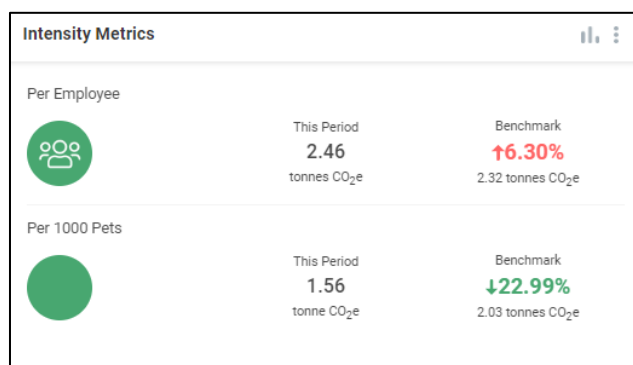 Intensity Metrics
Per Employee
This Period
2.46
tonnes CO₂e
Benchmark
↑6.30%
2.32 tonnes CO₂e
Per 1000 Pets
This Period
1.56
tonne CO₂e
Benchmark
↓22.99%
2.03 tonnes CO₂e